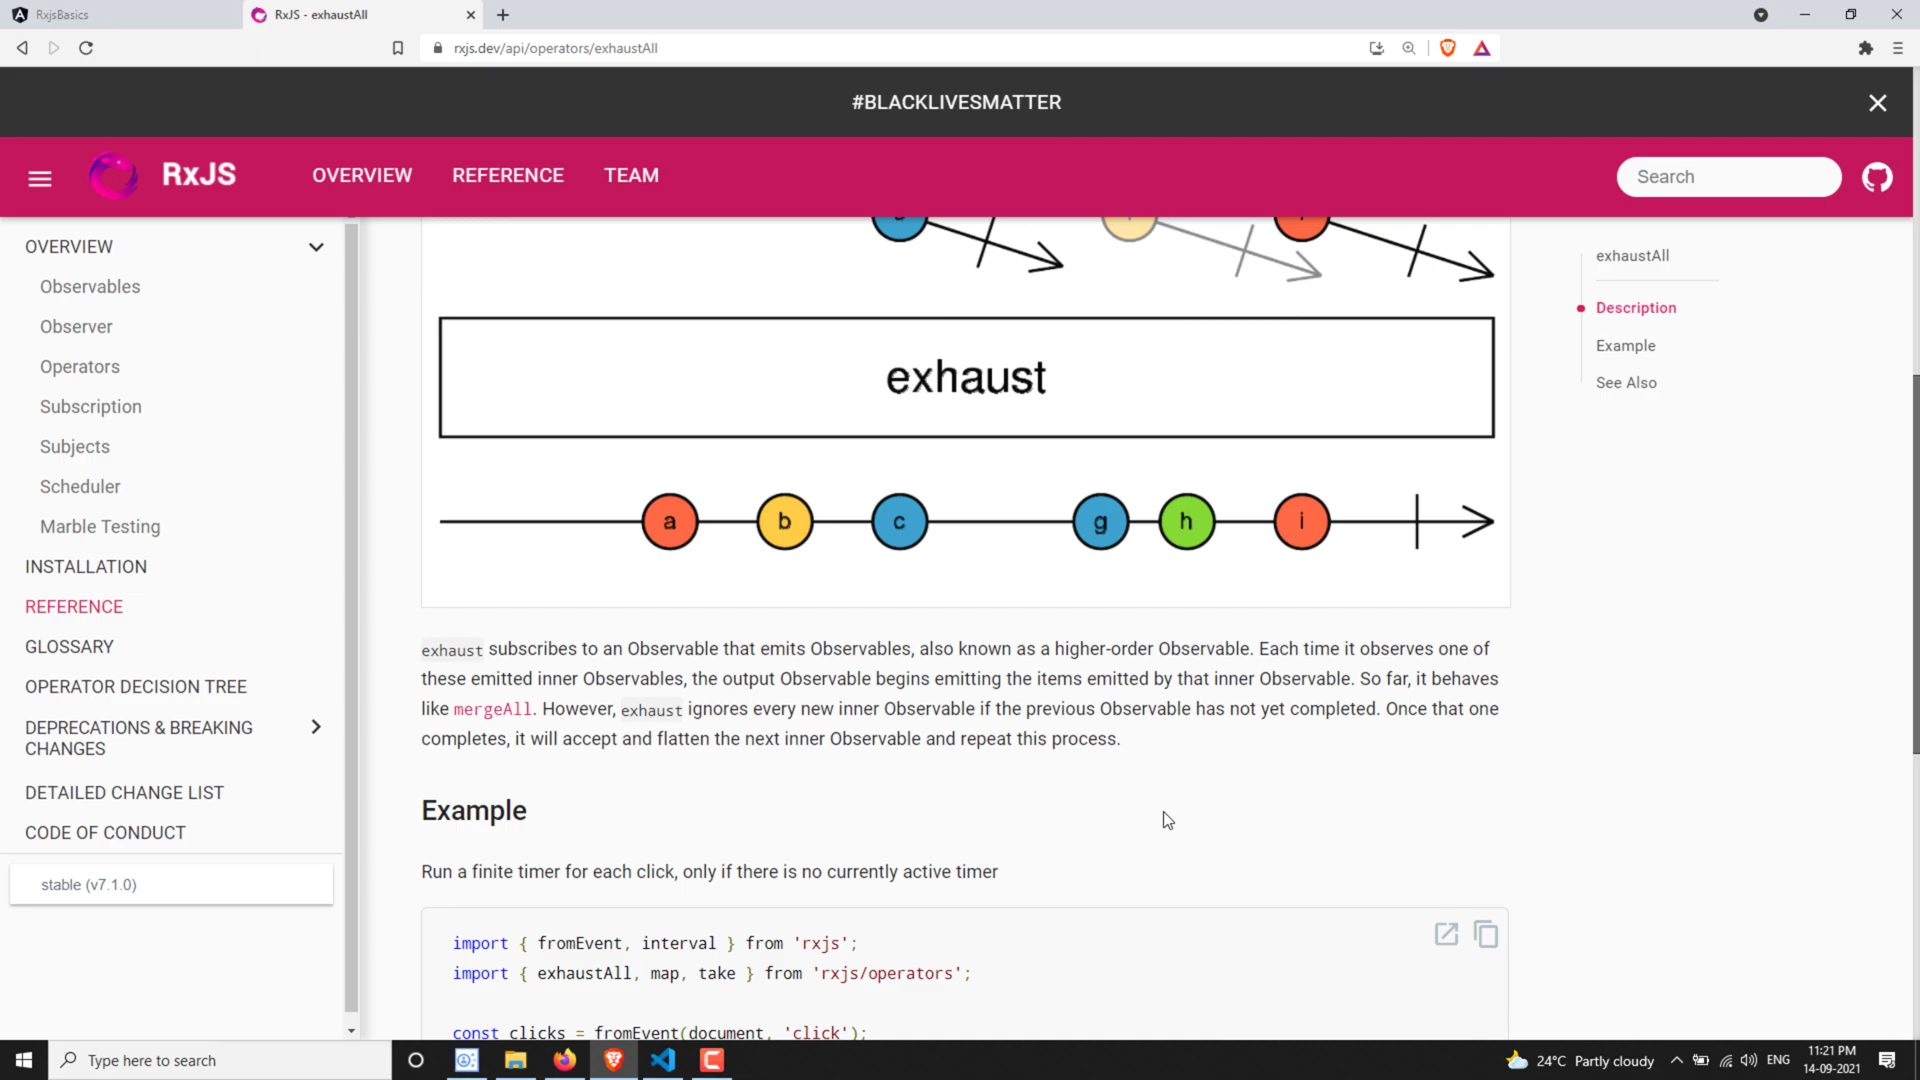 RxjsBasics
RxJS - exhaustAll
rxjs.dev/api/operators/exhaustAll
#BLACKLIVESMATTER
RxJS
OVERVIEW
REFERENCE
TEAM
Search
OVERVIEW
Observables
Observer
Operators
Subscription
Subjects
Scheduler
Marble Testing
INSTALLATION
REFERENCE
GLOSSARY
OPERATOR DECISION TREE
DEPRECATIONS & BREAKING
CHANGES
DETAILED CHANGE LIST
CODE OF CONDUCT
stable (v7.1.0)
exhaust
a b c g h i
exhaust subscribes to an Observable that emits Observables, also known as a higher-order Observable. Each time it observes one of
these emitted inner Observables, the output Observable begins emitting the items emitted by that inner Observable. So far, it behaves
like mergeAll. However, exhaust ignores every new inner Observable if the previous Observable has not yet completed. Once that one
completes, it will accept and flatten the next inner Observable and repeat this process.
Example
Run a finite timer for each click, only if there is no currently active timer
import { fromEvent, interval } from 'rxjs';
import { exhaustAll, map, take } from 'rxjs/operators';
const clicks = fromEvent(document, 'click');
exhaustAll
Description
Example
See Also
Type here to search
24°C Partly cloudy
ENG
11:21 PM
14-09-2021